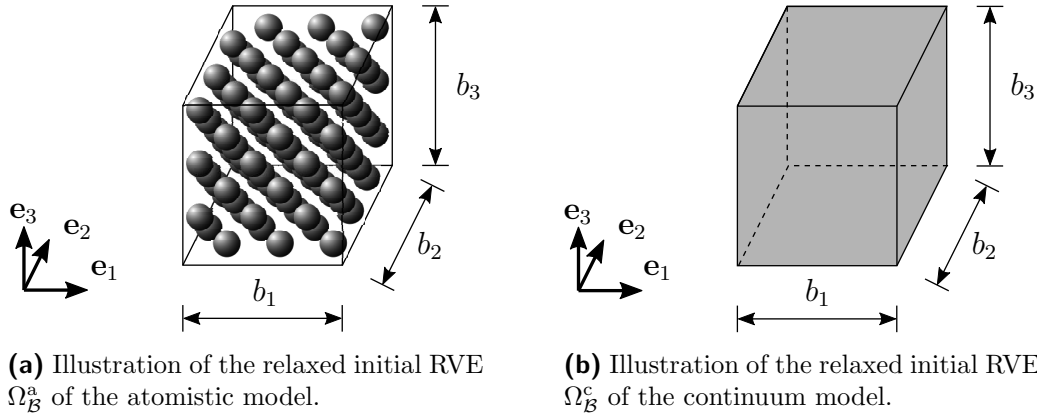 b₃
b₂
b₁
e₃
e₂
e₁
(a) Illustration of the relaxed initial RVE
Ωᵃ_ℬ of the atomistic model.
b₃
b₂
b₁
e₃
e₂
e₁
(b) Illustration of the relaxed initial RVE
Ωᶜ_ℬ of the continuum model.